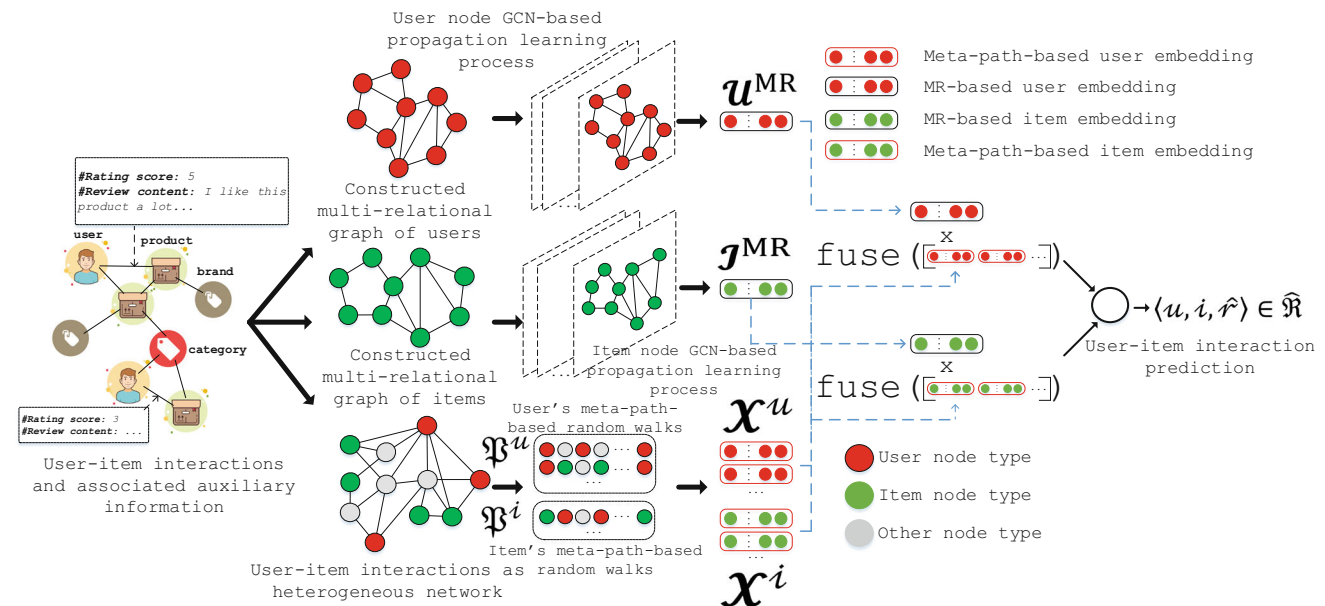 User node GCN-based
propagation learning
process
𝒰^MR
Meta-path-based user embedding
MR-based user embedding
MR-based item embedding
Meta-path-based item embedding
#Rating score: 5
#Review content: I like this
product a lot...
Constructed
multi-relational
graph of users
...
user
product
brand
category
𝓘^MR
x
fuse([ ... ])
→⟨u, i, r̂⟩ ∈ ℜ̂
User-item interaction
prediction
Constructed
multi-relational
graph of items
Item node GCN-based
propagation learning
process
...
x
fuse([ ... ])
#Rating score: 3
#Review content: ...
User-item interactions
and associated auxiliary
information
User's meta-path-
based random walks
𝔓^u
...
...
𝔓^i
...
...
Item's meta-path-based
random walks
User-item interactions as
heterogeneous network
𝒳^u
...
...
𝒳^i
User node type
Item node type
Other node type